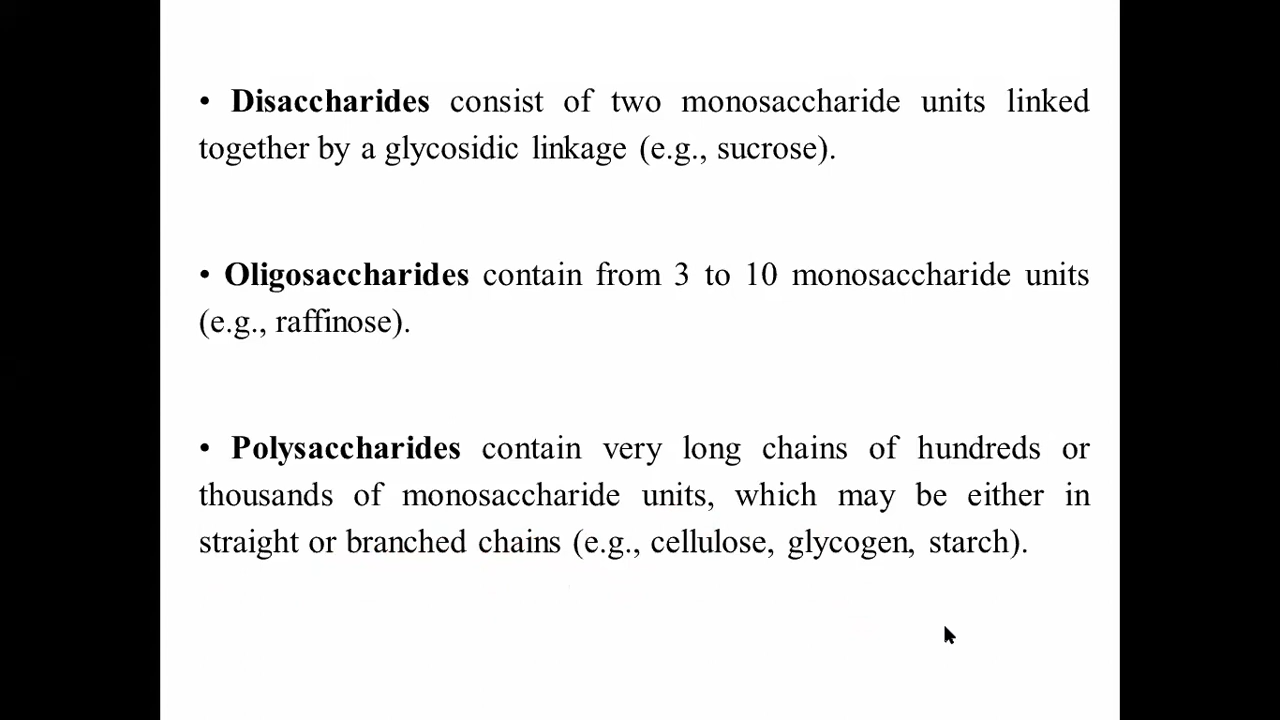 • Disaccharides consist of two monosaccharide units linked
together by a glycosidic linkage (e.g., sucrose).
• Oligosaccharides contain from 3 to 10 monosaccharide units
(e.g., raffinose).
• Polysaccharides contain very long chains of hundreds or
thousands of monosaccharide units, which may be either in
straight or branched chains (e.g., cellulose, glycogen, starch).